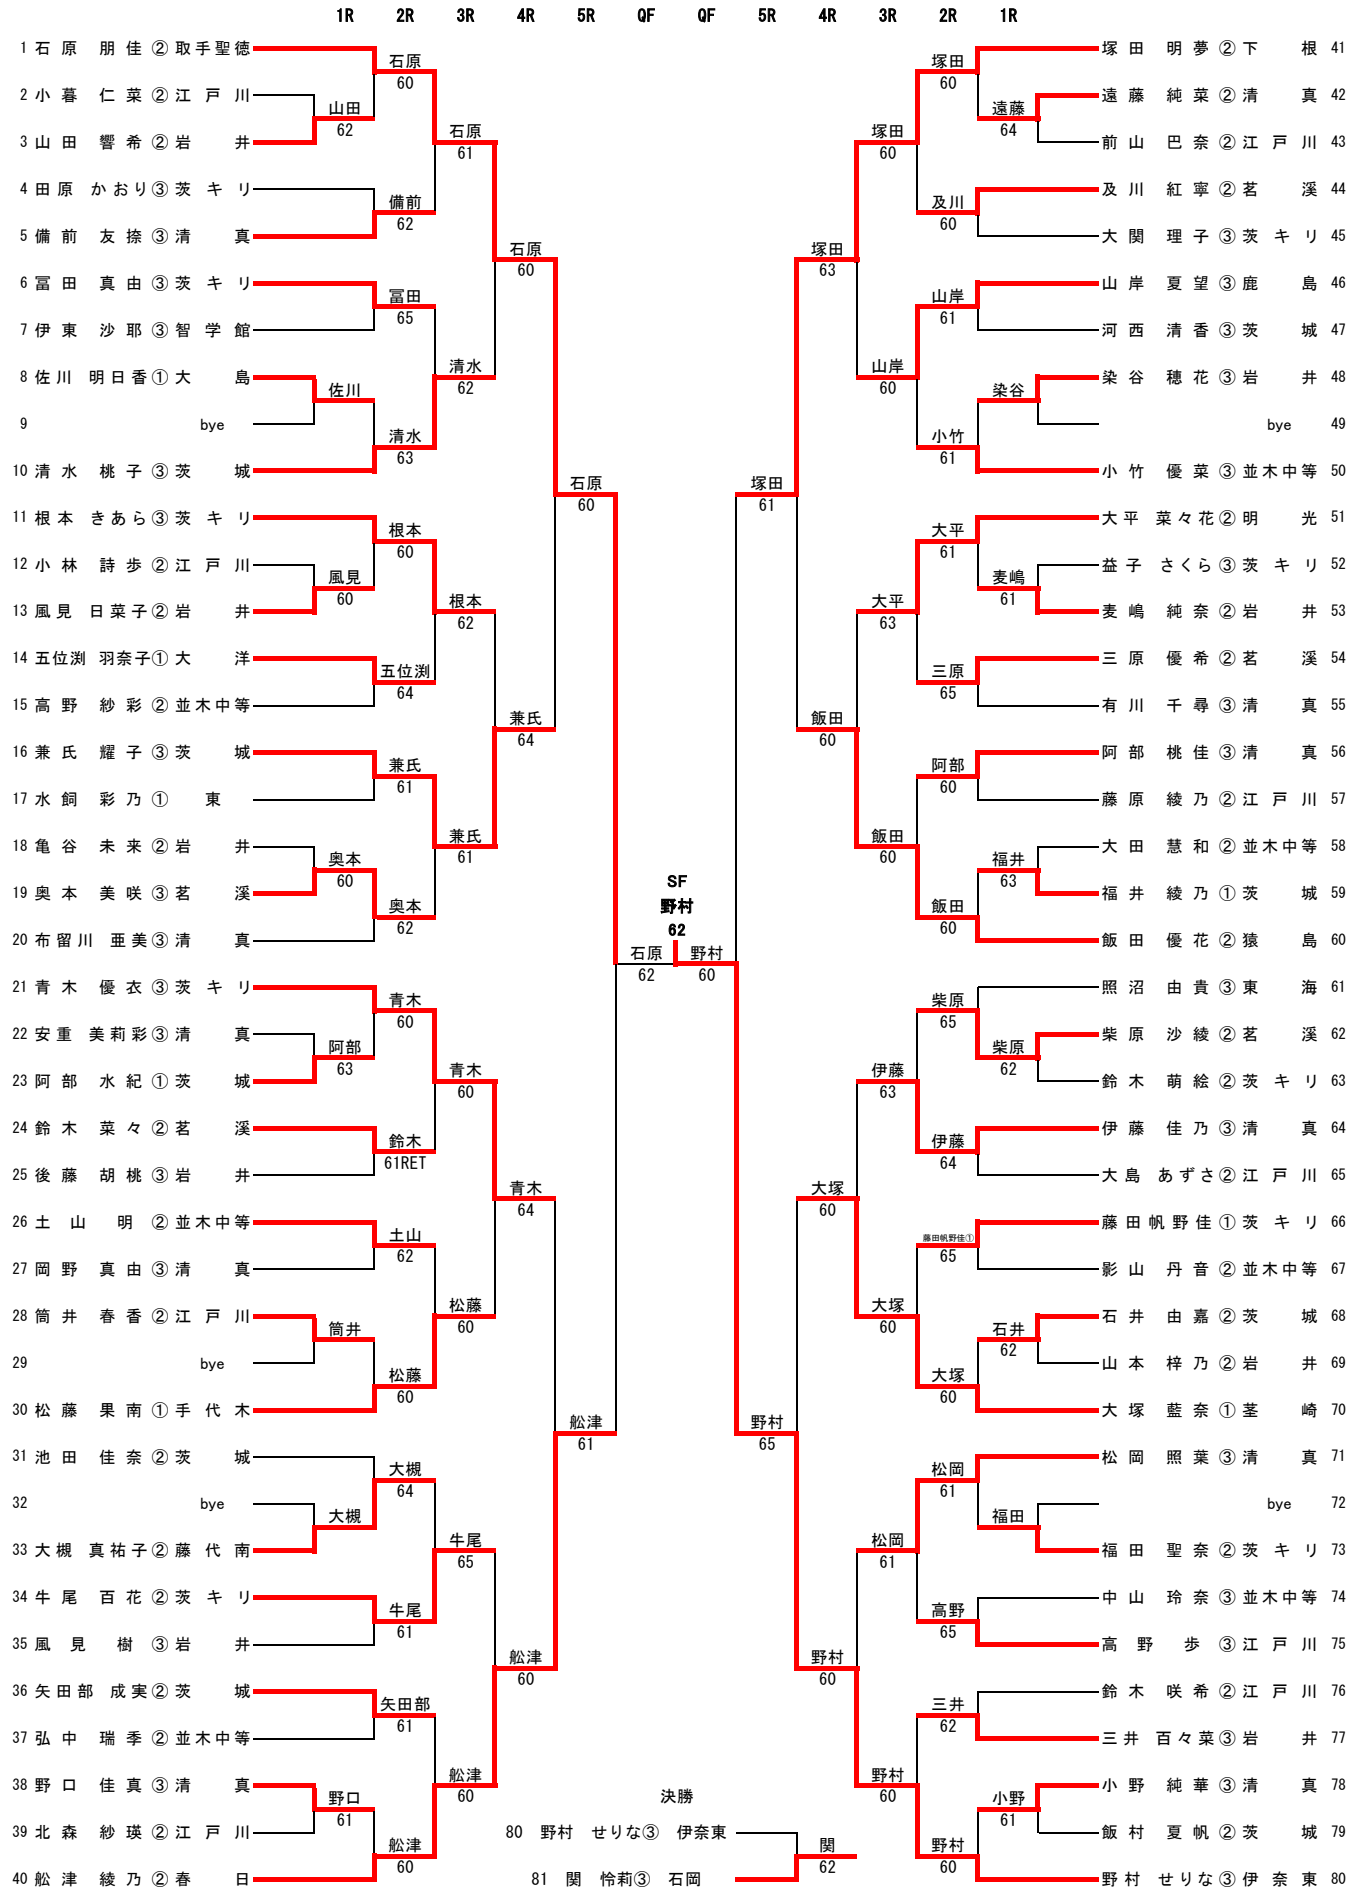 1R 2R 3R 4R 5R QF QF 5R 4R 3R 2R 1R
1 石原 朋佳② 取手聖徳 塚田 明夢② 下根 41
石原 塚田
60 60
2 小暮 仁菜② 江戸川 遠藤 純菜② 清真 42
山田 遠藤
62 64
3 山田 響希② 岩井 石原 塚田 前山 巴奈② 江戸川 43
61 60
4 田原 かおり③ 茨キリ 及川 紅寧② 茗溪 44
備前 及川
62 60
5 備前 友捺③ 清真 大関 理子③ 茨キリ 45
石原 塚田
60 63
6 冨田 真由③ 茨キリ 山岸 夏望③ 鹿島 46
冨田 山岸
65 61
7 伊東 沙耶③ 智学館 河西 清香③ 茨城 47
清水 山岸
62 60
8 佐川 明日香① 大島 染谷 穂花③ 岩井 48
佐川 染谷
9 bye bye 49
清水 小竹
63 61
10 清水 桃子③ 茨城 小竹 優菜③ 並木中等 50
石原 塚田
60 61
11 根本 きあら③ 茨キリ 大平 菜々花② 明光 51
根本 大平
60 61
12 小林 詩歩② 江戸川 益子 さくら③ 茨キリ 52
風見 麦嶋
60 61
13 風見 日菜子② 岩井 根本 大平 麦嶋 純奈② 岩井 53
62 63
14 五位渕 羽奈子① 大洋 三原 優希② 茗溪 54
五位渕 三原
64 65
15 高野 紗彩② 並木中等 有川 千尋③ 清真 55
兼氏 飯田
64 60
16 兼氏 耀子③ 茨城 阿部 桃佳③ 清真 56
兼氏 阿部
61 60
17 水飼 彩乃① 東 藤原 綾乃② 江戸川 57
兼氏 飯田
61 60
18 亀谷 未来② 岩井 大田 慧和② 並木中等 58
奥本 福井
60 63
19 奥本 美咲③ 茗溪 福井 綾乃① 茨城 59
SF
奥本 野村 飯田
62 62 60
20 布留川 亜美③ 清真 飯田 優花② 猿島 60
石原 野村
62 60
21 青木 優衣③ 茨キリ 照沼 由貴③ 東海 61
青木 柴原
60 65
22 安重 美莉彩③ 清真 柴原 沙綾② 茗溪 62
阿部 柴原
63 62
23 阿部 水紀① 茨城 青木 伊藤 鈴木 萌絵② 茨キリ 63
60 63
24 鈴木 菜々② 茗溪 伊藤 佳乃③ 清真 64
鈴木 伊藤
61RET 64
25 後藤 胡桃③ 岩井 大島 あずさ② 江戸川 65
青木 大塚
64 60
26 土山 明② 並木中等 藤田帆野佳① 茨キリ 66
土山 藤田帆野佳①
62 65
27 岡野 真由③ 清真 影山 丹音② 並木中等 67
松藤 大塚
60 60
28 筒井 春香② 江戸川 石井 由嘉② 茨城 68
筒井 石井
62
29 bye 山本 梓乃② 岩井 69
松藤 大塚
60 60
30 松藤 果南① 手代木 大塚 藍奈① 茎崎 70
舩津 野村
61 65
31 池田 佳奈② 茨城 松岡 照葉③ 清真 71
大槻 松岡
64 61
32 bye bye 72
大槻 福田
33 大槻 真祐子② 藤代南 牛尾 松岡 福田 聖奈② 茨キリ 73
65 61
34 牛尾 百花② 茨キリ 中山 玲奈③ 並木中等 74
牛尾 高野
61 65
35 風見 樹③ 岩井 高野 歩③ 江戸川 75
舩津 野村
60 60
36 矢田部 成実② 茨城 鈴木 咲希② 江戸川 76
矢田部 三井
61 62
37 弘中 瑞季② 並木中等 三井 百々菜③ 岩井 77
舩津 野村
60 60
38 野口 佳真③ 清真 小野 純華③ 清真 78
野口 決勝 小野
61 61
39 北森 紗瑛② 江戸川 80 野村 せりな③ 伊奈東 飯村 夏帆② 茨城 79
舩津 関 野村
60 62 60
40 舩津 綾乃② 春日 81 関 怜莉③ 石岡 野村 せりな③ 伊奈東 80